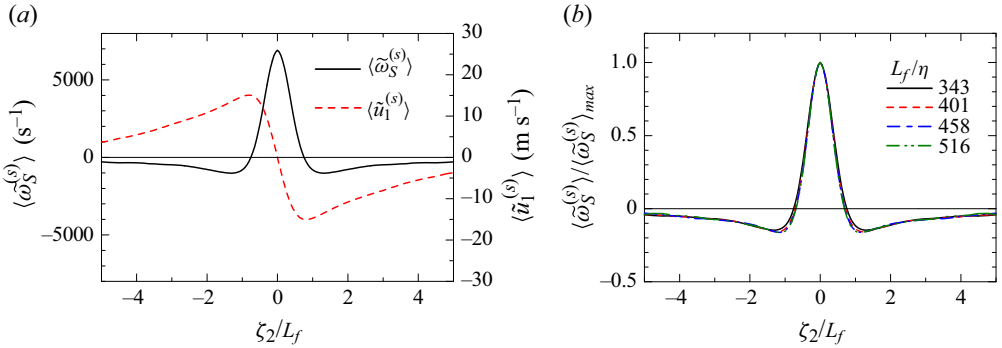 (a)
(b)
30
20
10
0
−10
−20
−30
5000
0
−5000
⟨ω̃_S^(s)⟩ (s⁻¹)
⟨ũ_1^(s)⟩ (m s⁻¹)
⟨ω̃_S^(s)⟩
⟨ũ_1^(s)⟩
−4 −2 0 2 4
ζ₂/L_f
1.0
0.5
0
−0.5
⟨ω̃_S^(s)⟩/⟨ω̃_S^(s)⟩_max
L_f/η
343
401
458
516
−4 −2 0 2 4
ζ₂/L_f